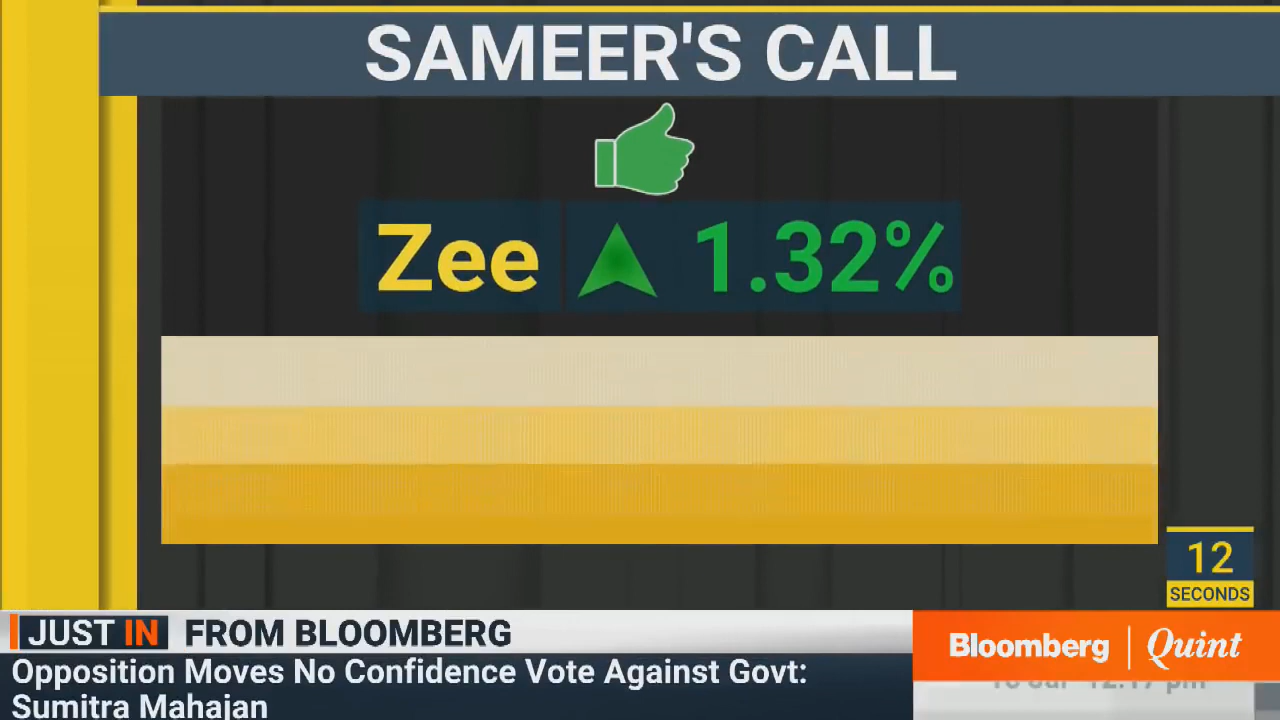 SAMEER'S CALL
Zee ▲ 1.32%
12
SECONDS
JUST IN FROM BLOOMBERG
Opposition Moves No Confidence Vote Against Govt:
Sumitra Mahajan
Bloomberg | Quint